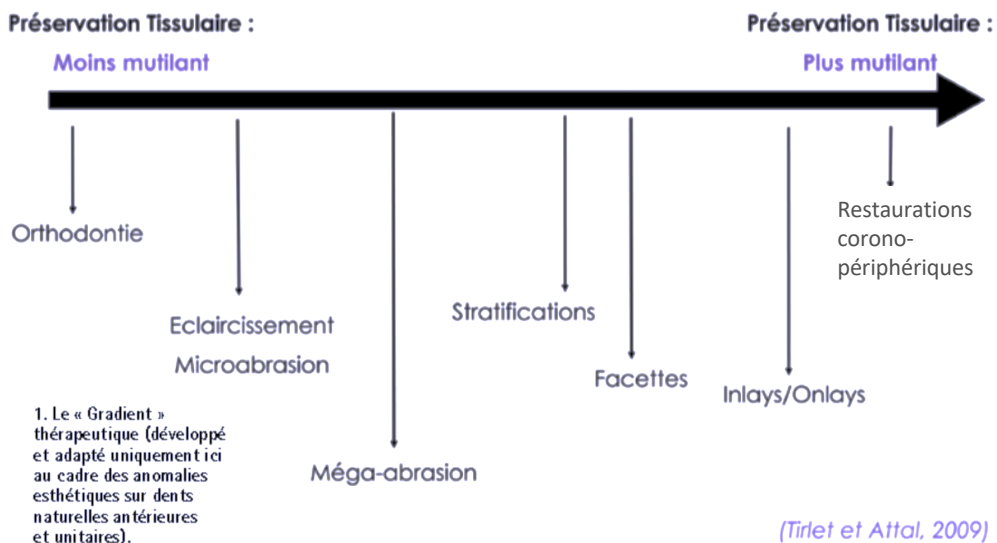 Préservation Tissulaire :
Moins mutilant
Préservation Tissulaire :
Plus mutilant
Orthodontie
Eclaircissement
Microabrasion
Méga-abrasion
Stratifications
Facettes
Inlays/Onlays
Restaurations
corono-
périphériques
1. Le « Gradient »
thérapeutique (développé
et adapté uniquement ici
au cadre des anomalies
esthétiques sur dents
naturelles antérieures
et unitaires).
(Tirlet et Attal, 2009)